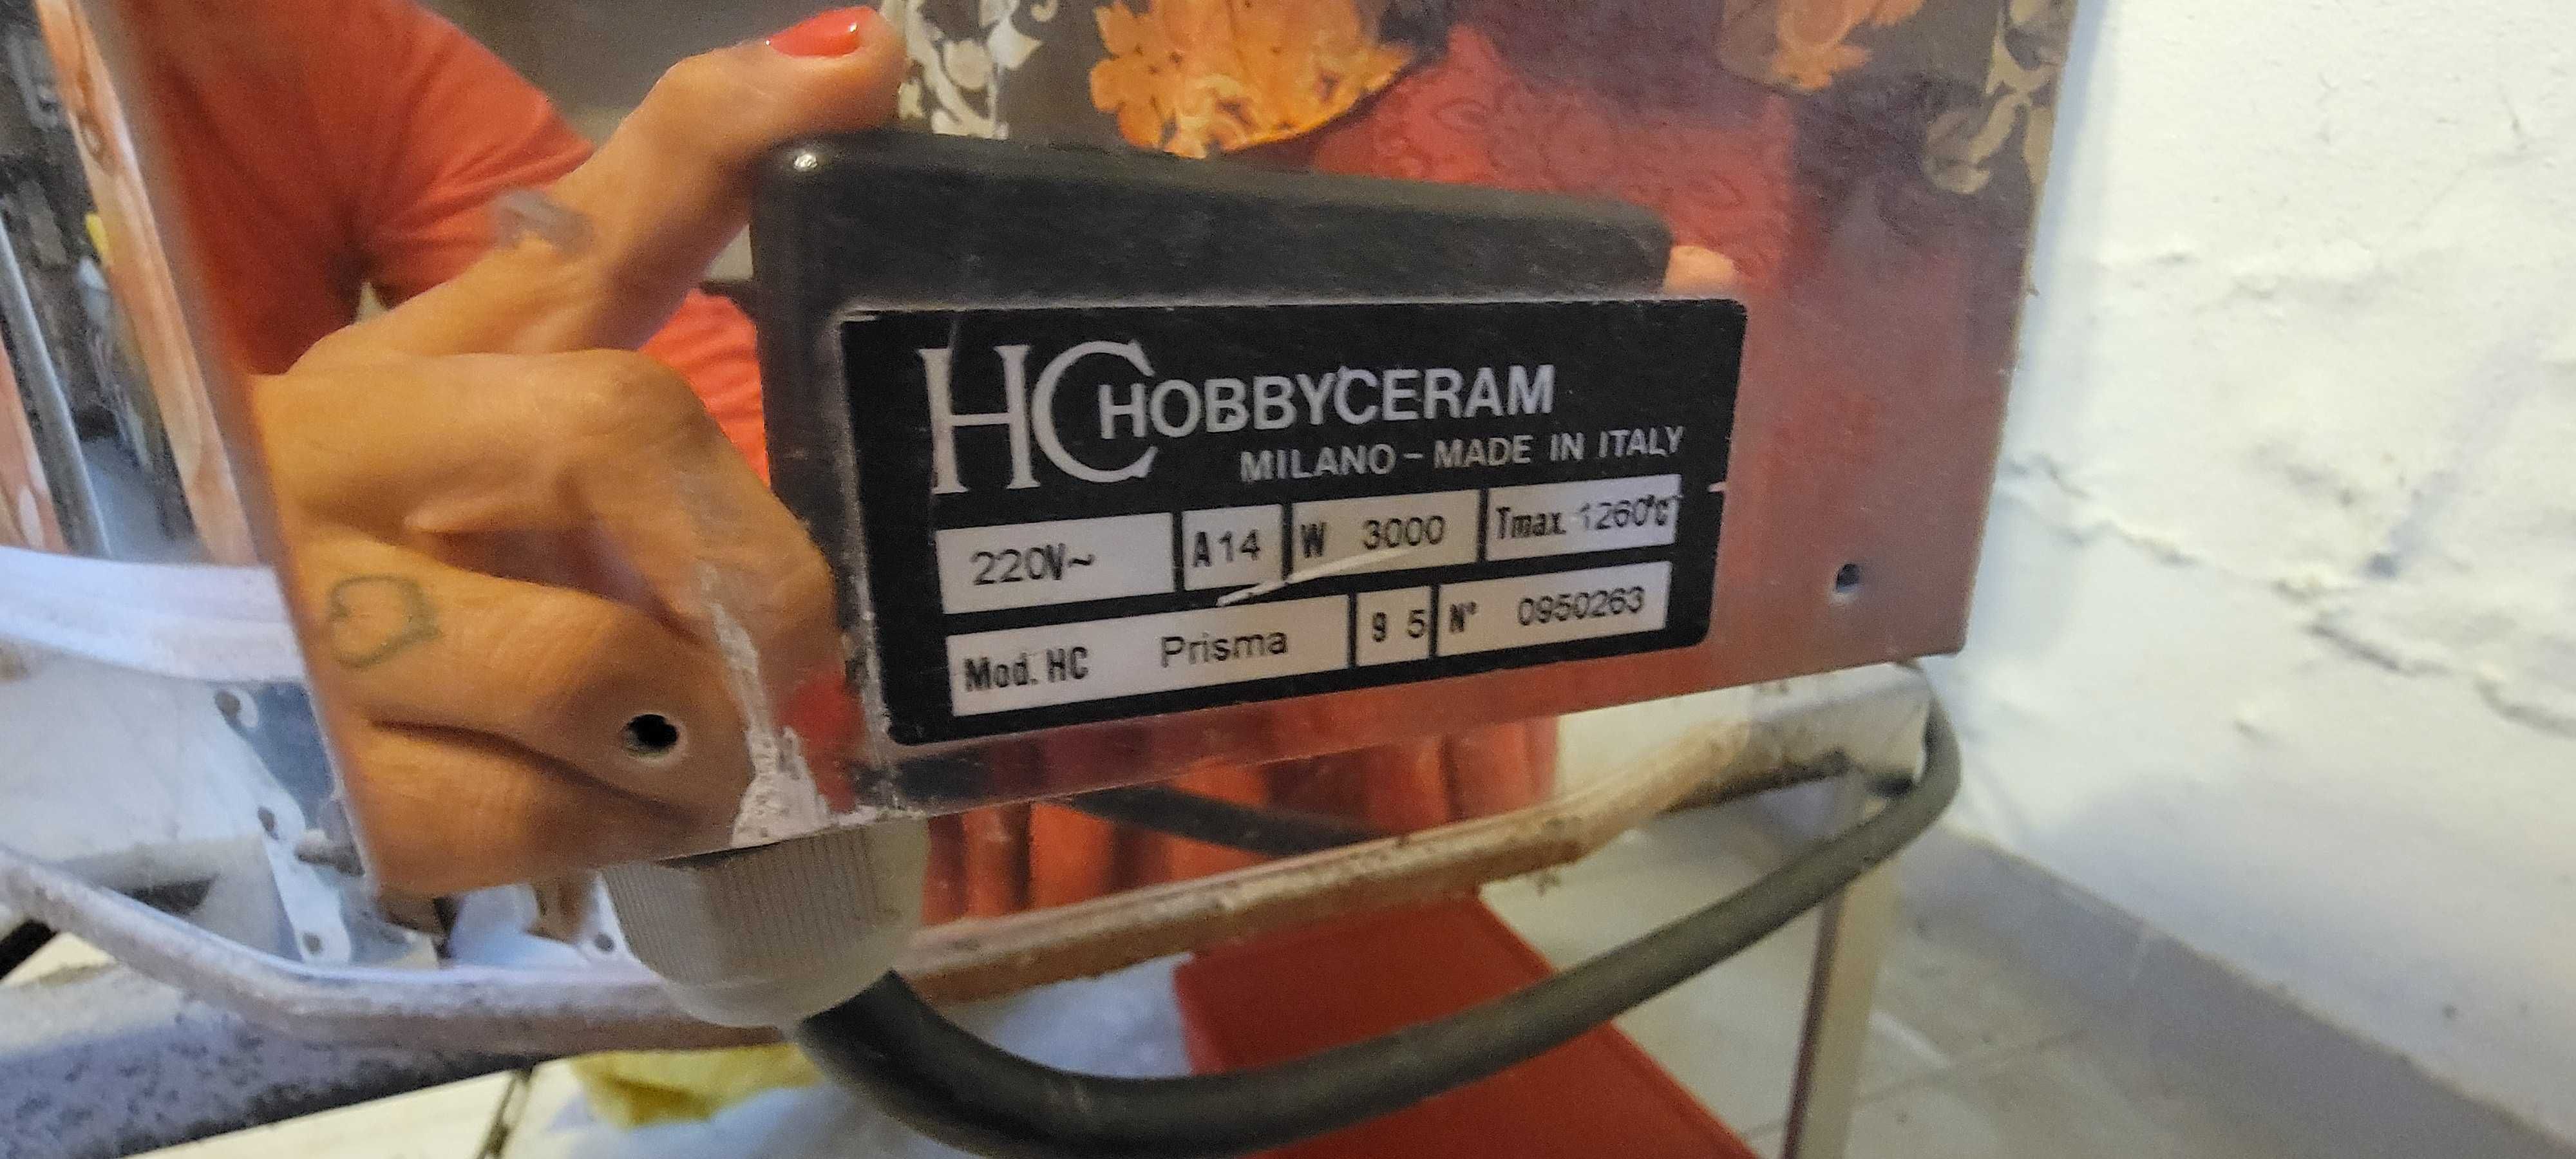 HC HOBBYCERAM
MILANO – MADE IN ITALY
220V~ A 14 W 3000 Tmax. 1260°C
Mod. HC Prisma 9 5 N° 0950263